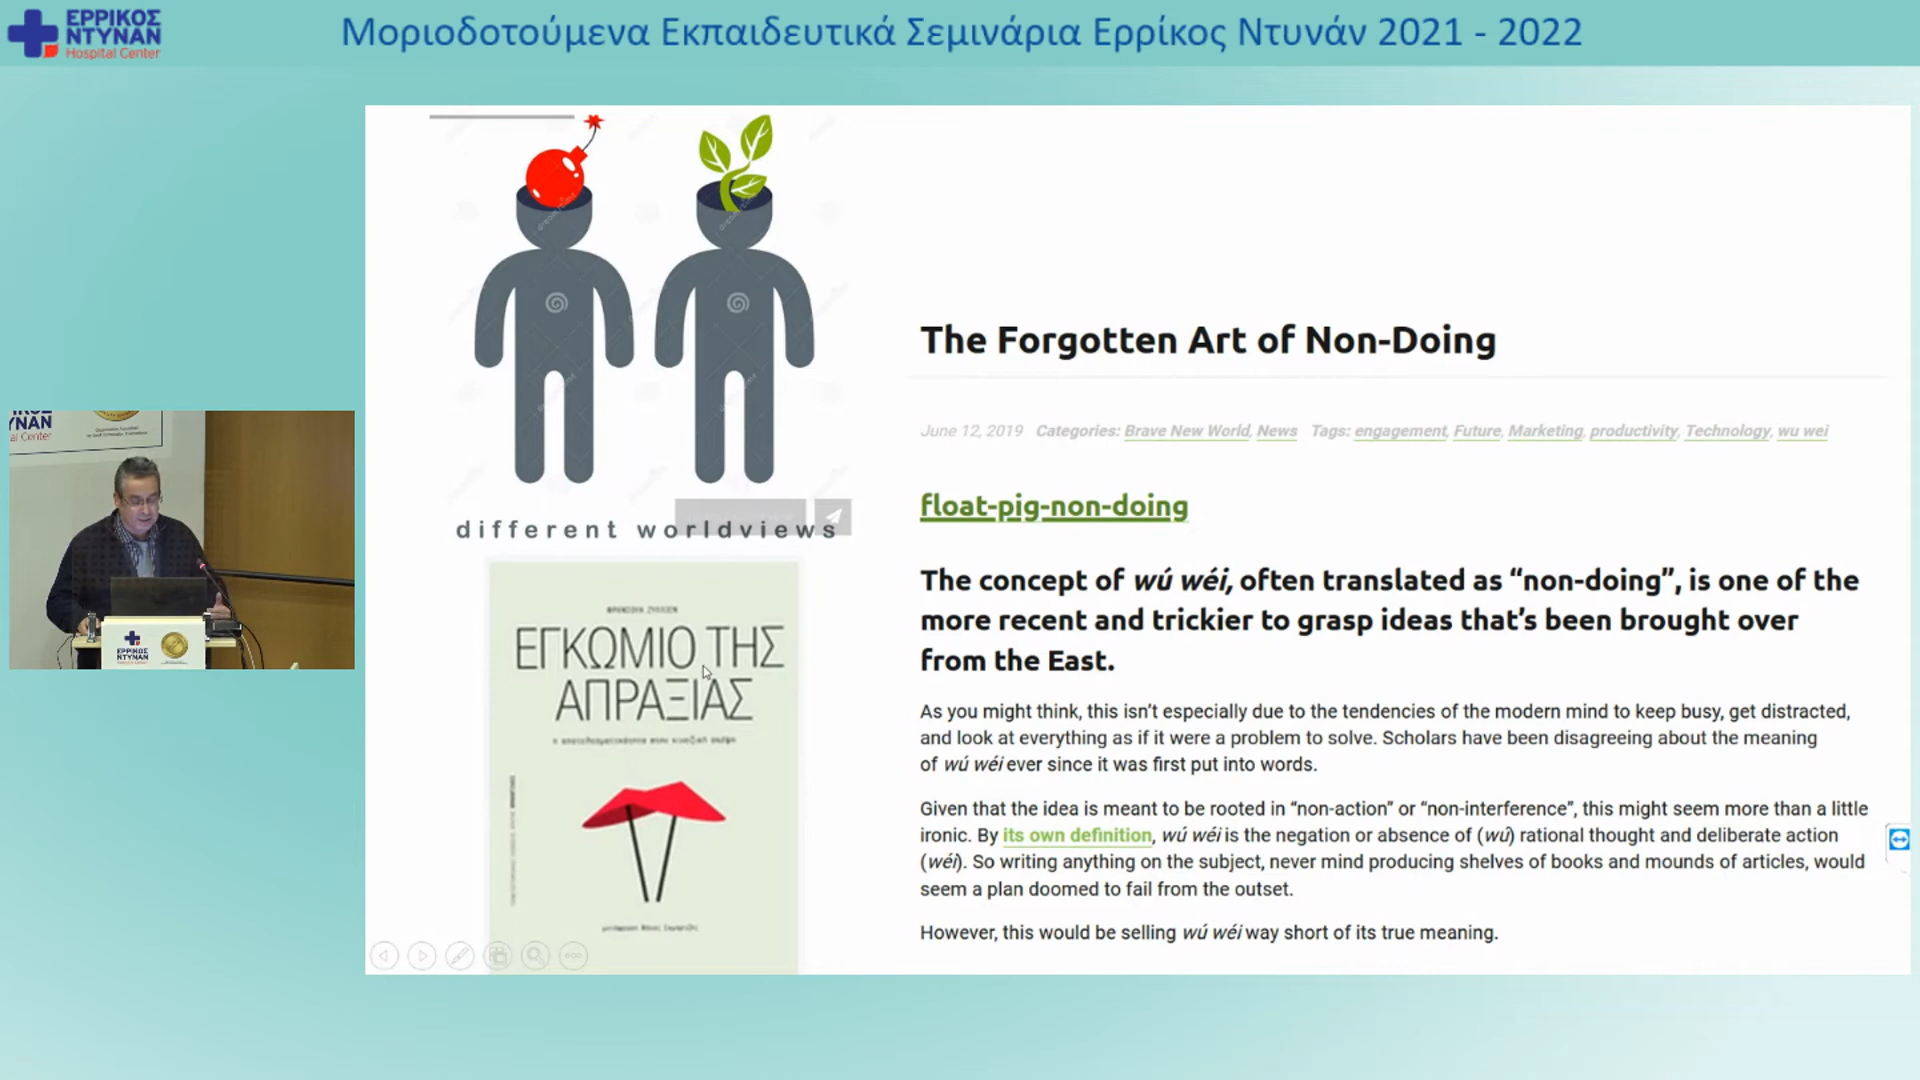 ΕΡΡΙΚΟΣ
ΝΤΥΝΑΝ
Hospital Center
Μοριοδοτούμενα Εκπαιδευτικά Σεμινάρια Ερρίκος Ντυνάν 2021 - 2022
ΥΝΑΝ
al Center
ΕΡΡΙΚΟΣ
ΝΤΥΝΑΝ
different worldviews
ΦΡΑΝΣΟΥΑ ΖΥΛΛΙΕΝ
ΕΓΚΩΜΙΟ ΤΗΣ
ΑΠΡΑΞΙΑΣ
The Forgotten Art of Non-Doing
June 12, 2019 Categories: Brave New World, News Tags: engagement, Future, Marketing, productivity, Technology, wu wei
float-pig-non-doing
The concept of wú wéi, often translated as “non-doing”, is one of the
more recent and trickier to grasp ideas that’s been brought over
from the East.
As you might think, this isn’t especially due to the tendencies of the modern mind to keep busy, get distracted,
and look at everything as if it were a problem to solve. Scholars have been disagreeing about the meaning
of wú wéi ever since it was first put into words.
Given that the idea is meant to be rooted in “non-action” or “non-interference”, this might seem more than a little
ironic. By its own definition, wú wéi is the negation or absence of (wú) rational thought and deliberate action
(wéi). So writing anything on the subject, never mind producing shelves of books and mounds of articles, would
seem a plan doomed to fail from the outset.
However, this would be selling wú wéi way short of its true meaning.